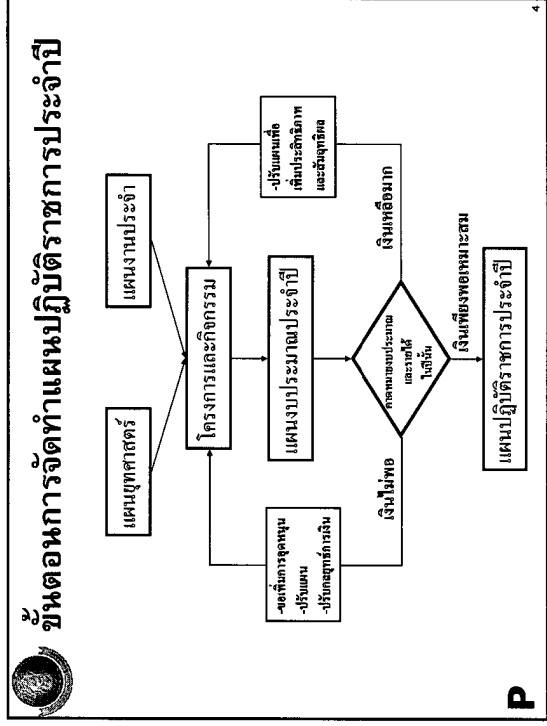 ขั้นตอนการจัดทำแผนปฏิบัติราชการประจำปี
แผนยุทศาสตร์
แผนงานประจำ
โครงการและกิจกรรม
แผนงบประมาณประจำปี
คาดหมายงบประมาณ
และรายได้
ในปีนั้น
เงินไม่พอ
-ขอเพิ่มการอุดหนุน
-ปรับแผน
-ปรับกลยุทธ์การเงิน
เงินเหลือมาก
-ปรับแผนเพื่อ
เพิ่มประสิทธิภาพ
และสัมฤทธิผล
เงินเพียงพอเหมาะสม
แผนปฏิบัติราชการประจำปี
P
4